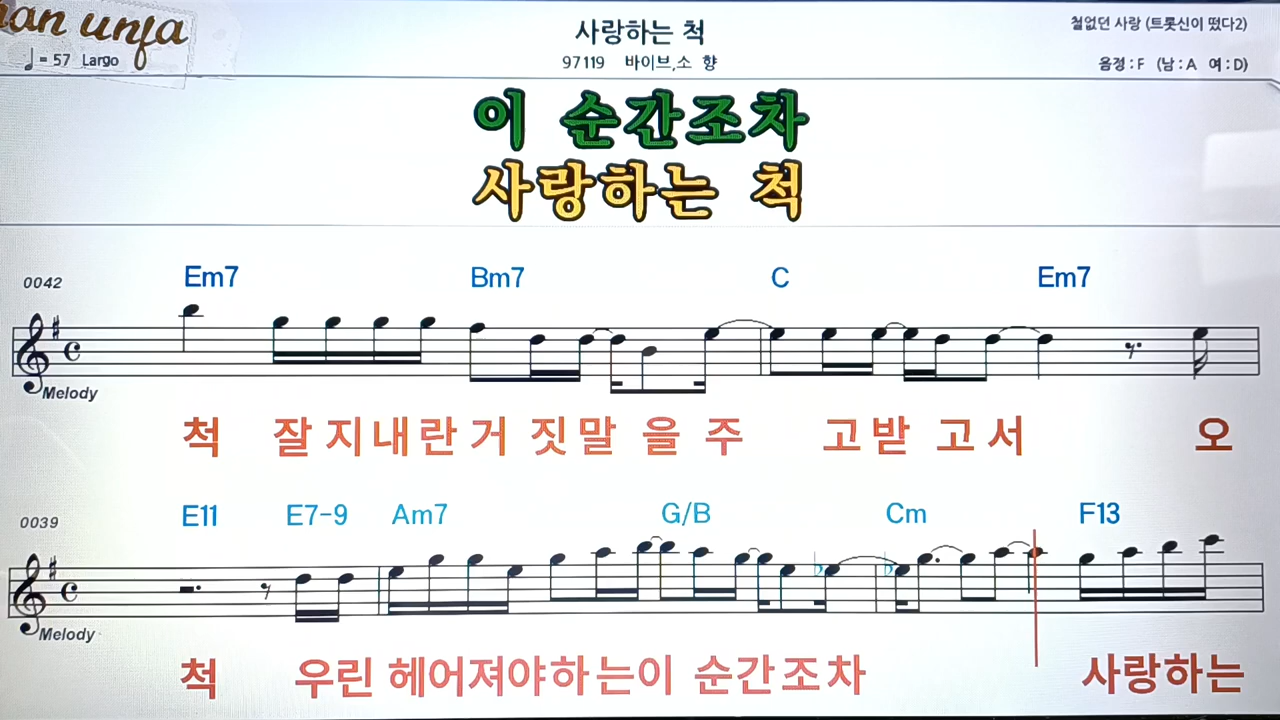 사랑하는 척
철없던 사랑 (트롯신이 떴다2)
= 57 Largo
97119 바이브,소 향
음정 : F (남 : A 여 : D)
이 순간조차
사랑하는 척
0042 Em7 Bm7 C Em7
Melody
척 잘 지내란 거 짓말 을 주 고받 고 서 오
0039 E11 E7-9 Am7 G/B Cm F13
Melody
척 우린 헤어져야하는이 순간조차 사랑하는